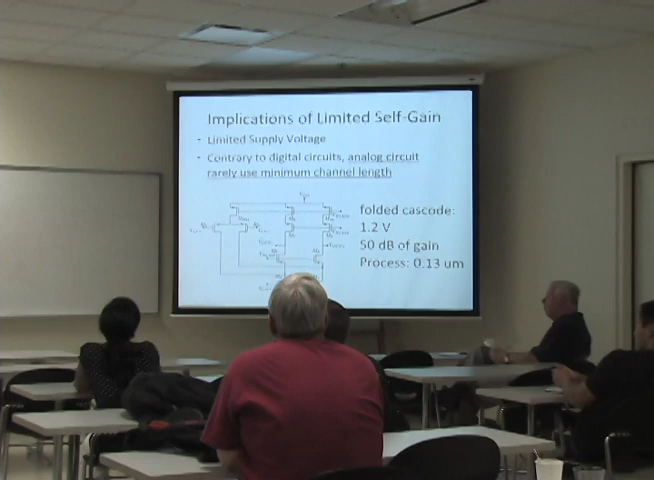 Implications of Limited Self-Gain
- Limited Supply Voltage
- Contrary to digital circuits, analog circuit
rarely use minimum channel length
folded cascode:
1.2 V
50 dB of gain
Process: 0.13 um